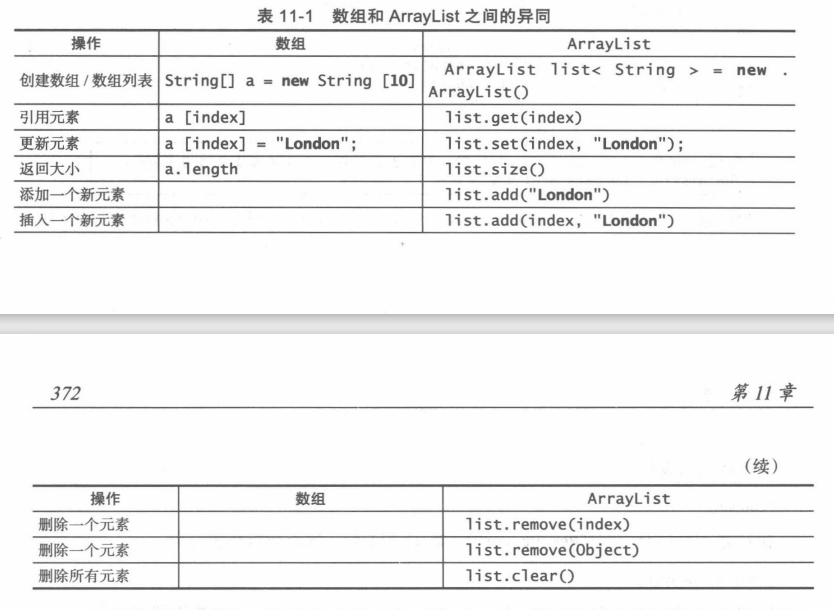 表 11-1 数组和 ArrayList 之间的异同
操作 数组 ArrayList
创建数组 / 数组列表 String[] a = new String [10] ArrayList list< String > = new .
ArrayList()
引用元素 a [index] list.get(index)
更新元素 a [index] = "London"; list.set(index, "London");
返回大小 a.length list.size()
添加一个新元素 list.add("London")
插入一个新元素 list.add(index, "London")
372 第 11 章
(续)
操作 数组 ArrayList
删除一个元素 list.remove(index)
删除一个元素 list.remove(Object)
删除所有元素 list.clear()